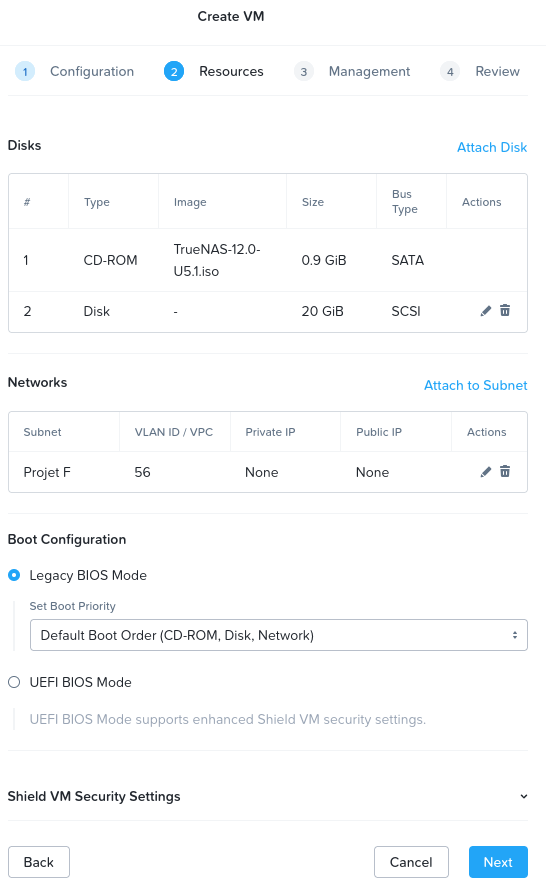 Create VM
1 Configuration 2 Resources 3 Management 4 Review
Disks Attach Disk
# Type Image Size Bus Type Actions
1 CD-ROM TrueNAS-12.0-U5.1.iso 0.9 GiB SATA
2 Disk - 20 GiB SCSI
Networks Attach to Subnet
Subnet VLAN ID / VPC Private IP Public IP Actions
Projet F 56 None None
Boot Configuration
Legacy BIOS Mode
Set Boot Priority
Default Boot Order (CD-ROM, Disk, Network)
UEFI BIOS Mode
UEFI BIOS Mode supports enhanced Shield VM security settings.
Shield VM Security Settings
Back Cancel Next